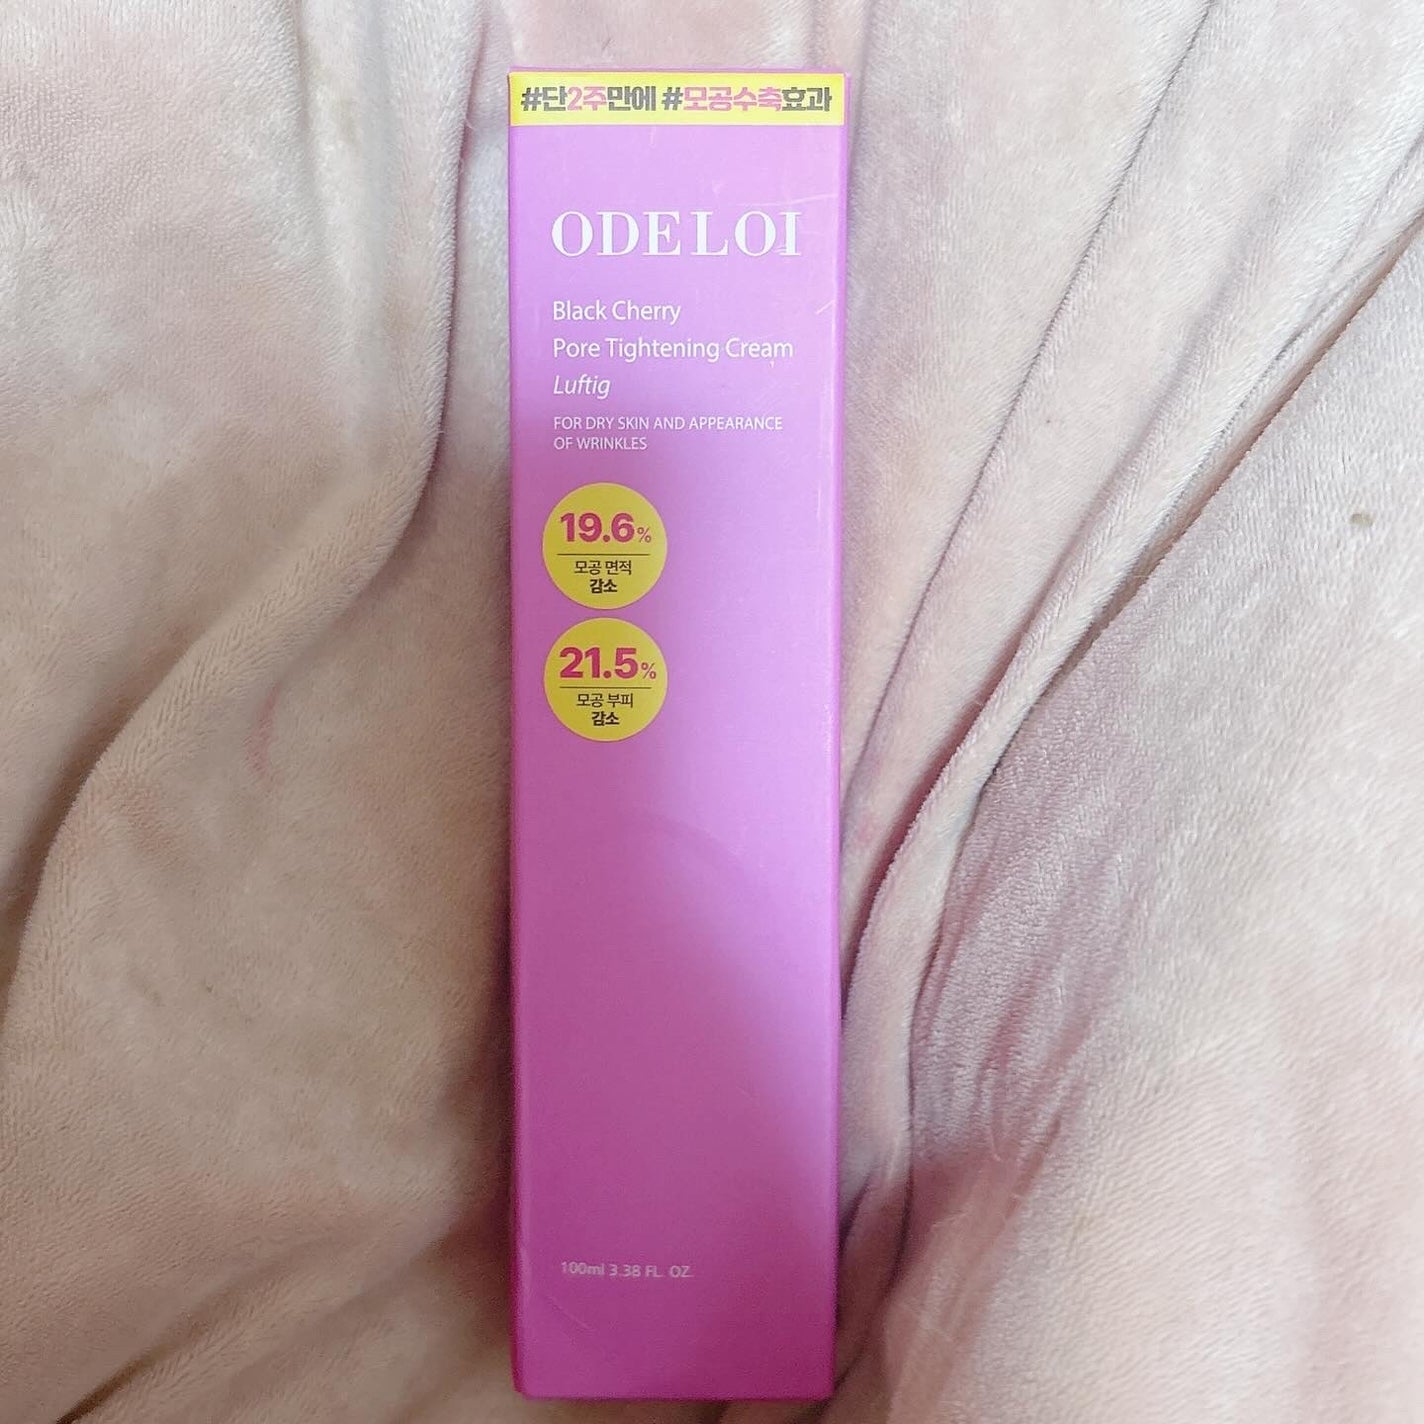 #단2주만에 #모공수축효과
ODELOI
Black Cherry
Pore Tightening Cream
Luftig
FOR DRY SKIN AND APPEARANCE
OF WRINKLES
19.6%
모공 면적
감소
21.5%
모공 부피
감소
100ml 3.38 FL. OZ.